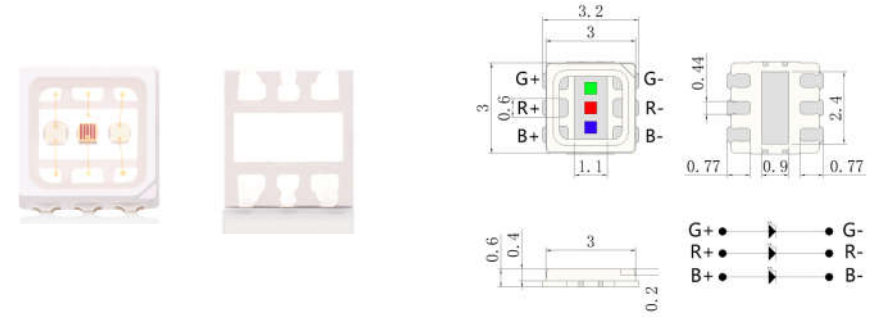 3.2
3
G+ G-
R+ R-
B+ B-
3
0.6
1.1
0.44
2.4
0.77 0.9 0.77
0.6
0.4
3
0.2
G+ G-
R+ R-
B+ B-